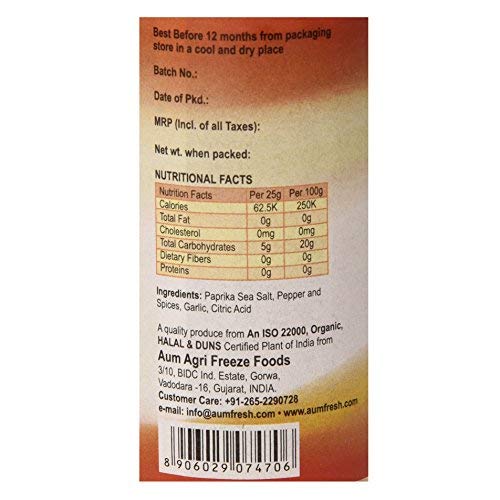 Best Before 12 months from packaging
store in a cool and dry place
Batch No.:
Date of Pkd.:
MRP (Incl. of all Taxes):
Net wt. when packed:
NUTRITIONAL FACTS
Nutrition Facts Per 25g Per 100g
Calories 62.5K 250K
Total Fat 0g 0g
Cholesterol 0mg 0mg
Total Carbohydrates 5g 20g
Dietary Fibers 0g 0g
Proteins 0g 0g
Ingredients: Paprika Sea Salt, Pepper and
Spices, Garlic, Citric Acid
A quality produce from An ISO 22000, Organic,
HALAL & DUNS Certified Plant of India from
Aum Agri Freeze Foods
3/10, BIDC Ind. Estate, Gorwa,
Vadodara -16, Gujarat, INDIA.
Customer Care: +91-265-2290728
e-mail: info@aumfresh.com • www.aumfresh.com
8 906029 074706